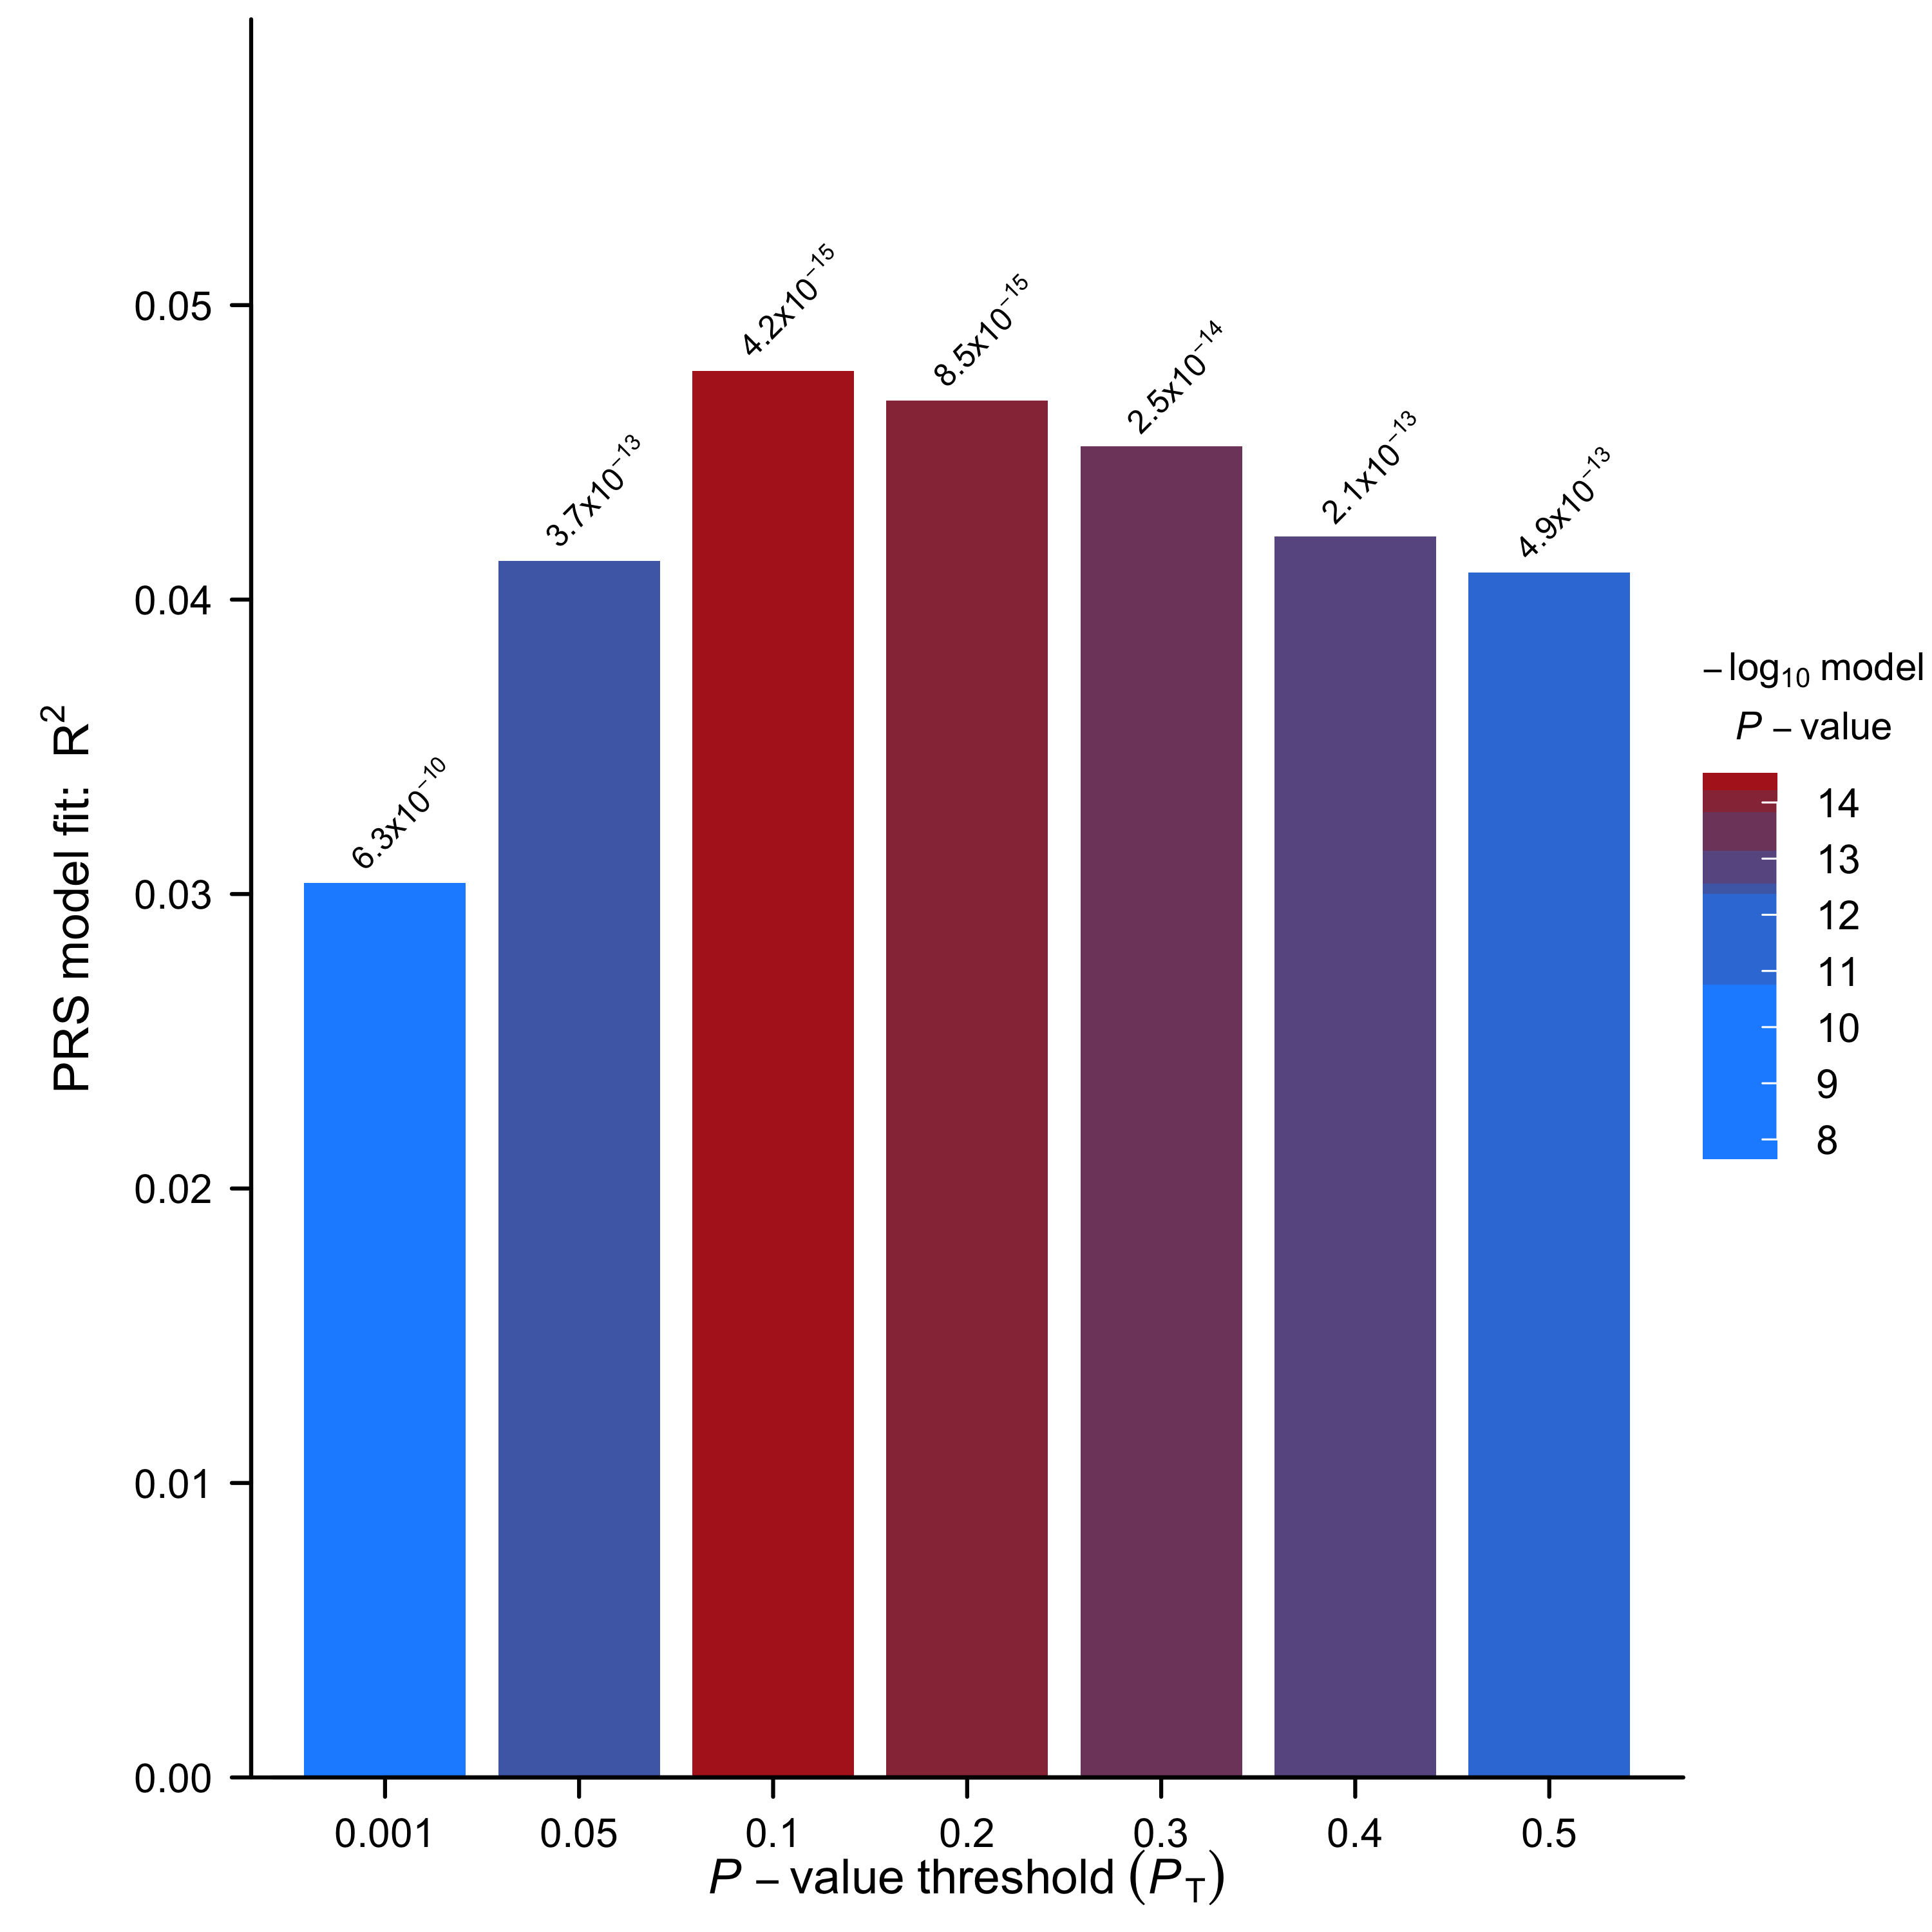 PRS model fit: R²
0.05
0.04
0.03
0.02
0.01
0.00
6.3x10⁻¹⁰
3.7x10⁻¹³
4.2x10⁻¹⁵
8.5x10⁻¹⁵
2.5x10⁻¹⁴
2.1x10⁻¹³
4.9x10⁻¹³
0.001 0.05 0.1 0.2 0.3 0.4 0.5
P – value threshold (P_T)
– log₁₀ model
P – value
14
13
12
11
10
9
8